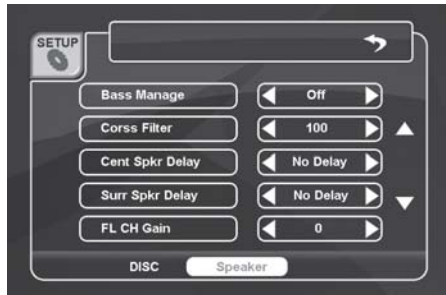 SETUP
Bass Manage Off
Corss Filter 100
Cent Spkr Delay No Delay
Surr Spkr Delay No Delay
FL CH Gain 0
DISC Speaker